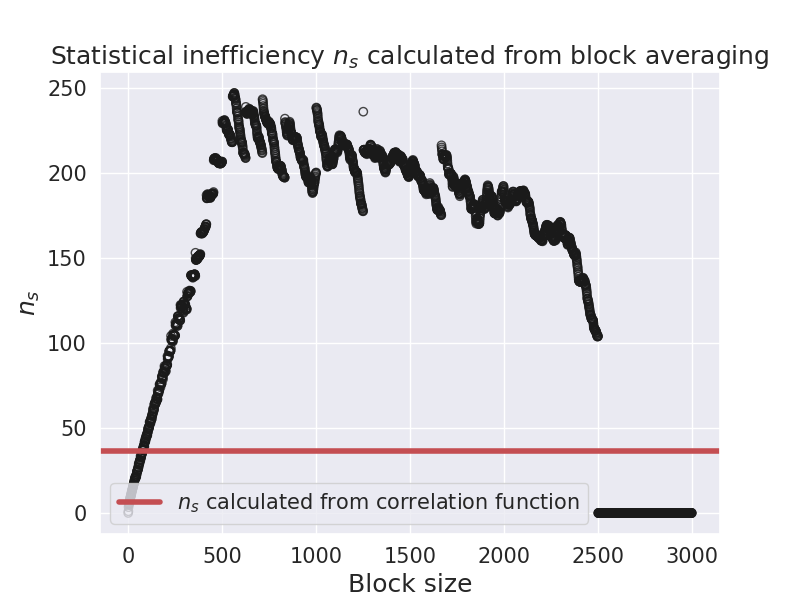 Statistical inefficiency n_s calculated from block averaging
250
200
150
100
50
0
n_s
n_s calculated from correlation function
0 500 1000 1500 2000 2500 3000
Block size